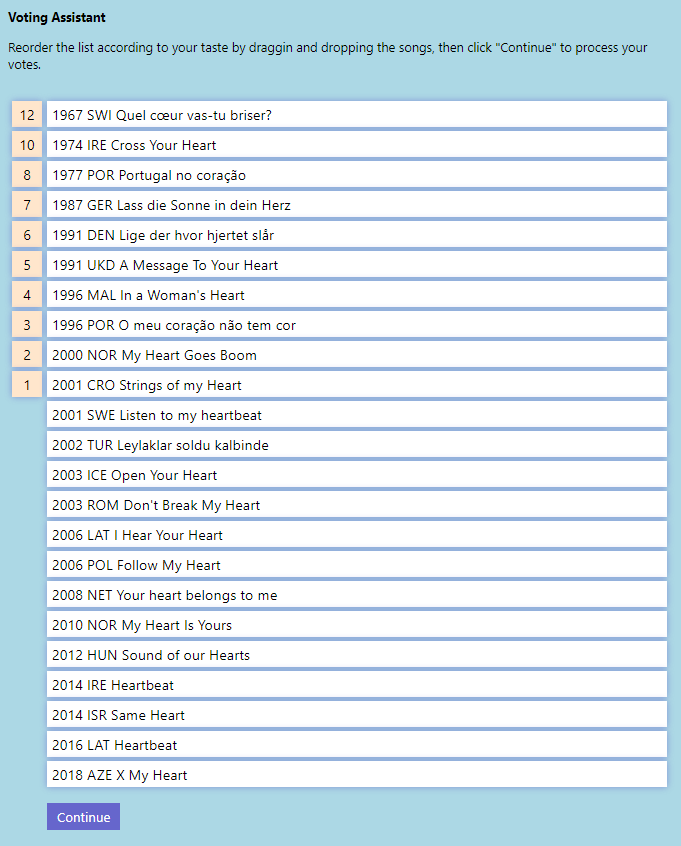 Voting Assistant
Reorder the list according to your taste by draggin and dropping the songs, then click "Continue" to process your
votes.
12 1967 SWI Quel cœur vas-tu briser?
10 1974 IRE Cross Your Heart
8 1977 POR Portugal no coração
7 1987 GER Lass die Sonne in dein Herz
6 1991 DEN Lige der hvor hjertet slår
5 1991 UKD A Message To Your Heart
4 1996 MAL In a Woman's Heart
3 1996 POR O meu coração não tem cor
2 2000 NOR My Heart Goes Boom
1 2001 CRO Strings of my Heart
2001 SWE Listen to my heartbeat
2002 TUR Leylaklar soldu kalbinde
2003 ICE Open Your Heart
2003 ROM Don't Break My Heart
2006 LAT I Hear Your Heart
2006 POL Follow My Heart
2008 NET Your heart belongs to me
2010 NOR My Heart Is Yours
2012 HUN Sound of our Hearts
2014 IRE Heartbeat
2014 ISR Same Heart
2016 LAT Heartbeat
2018 AZE X My Heart
Continue